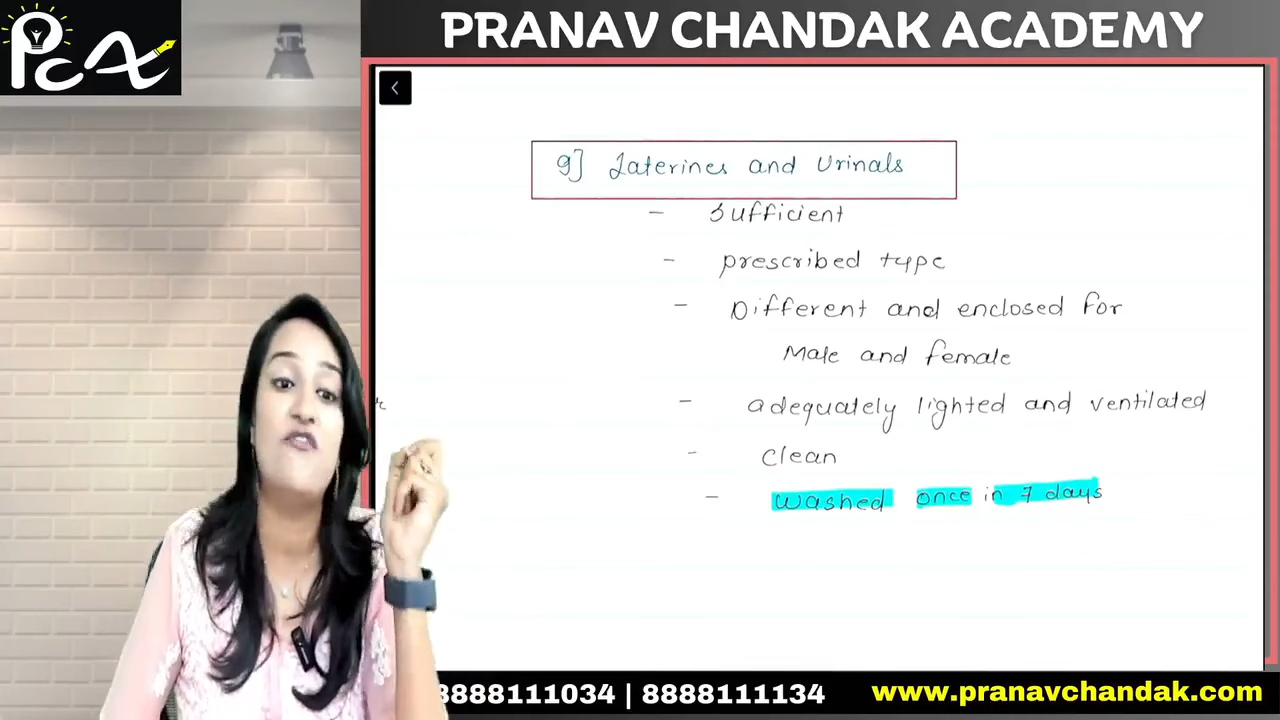 PCA
PRANAV CHANDAK ACADEMY
9] Laterines and Urinals
- Sufficient
- prescribed type
- Different and enclosed for
Male and female
- adequately lighted and ventilated
- Clean
- washed once in 7 days
8888111034 | 8888111134
www.pranavchandak.com